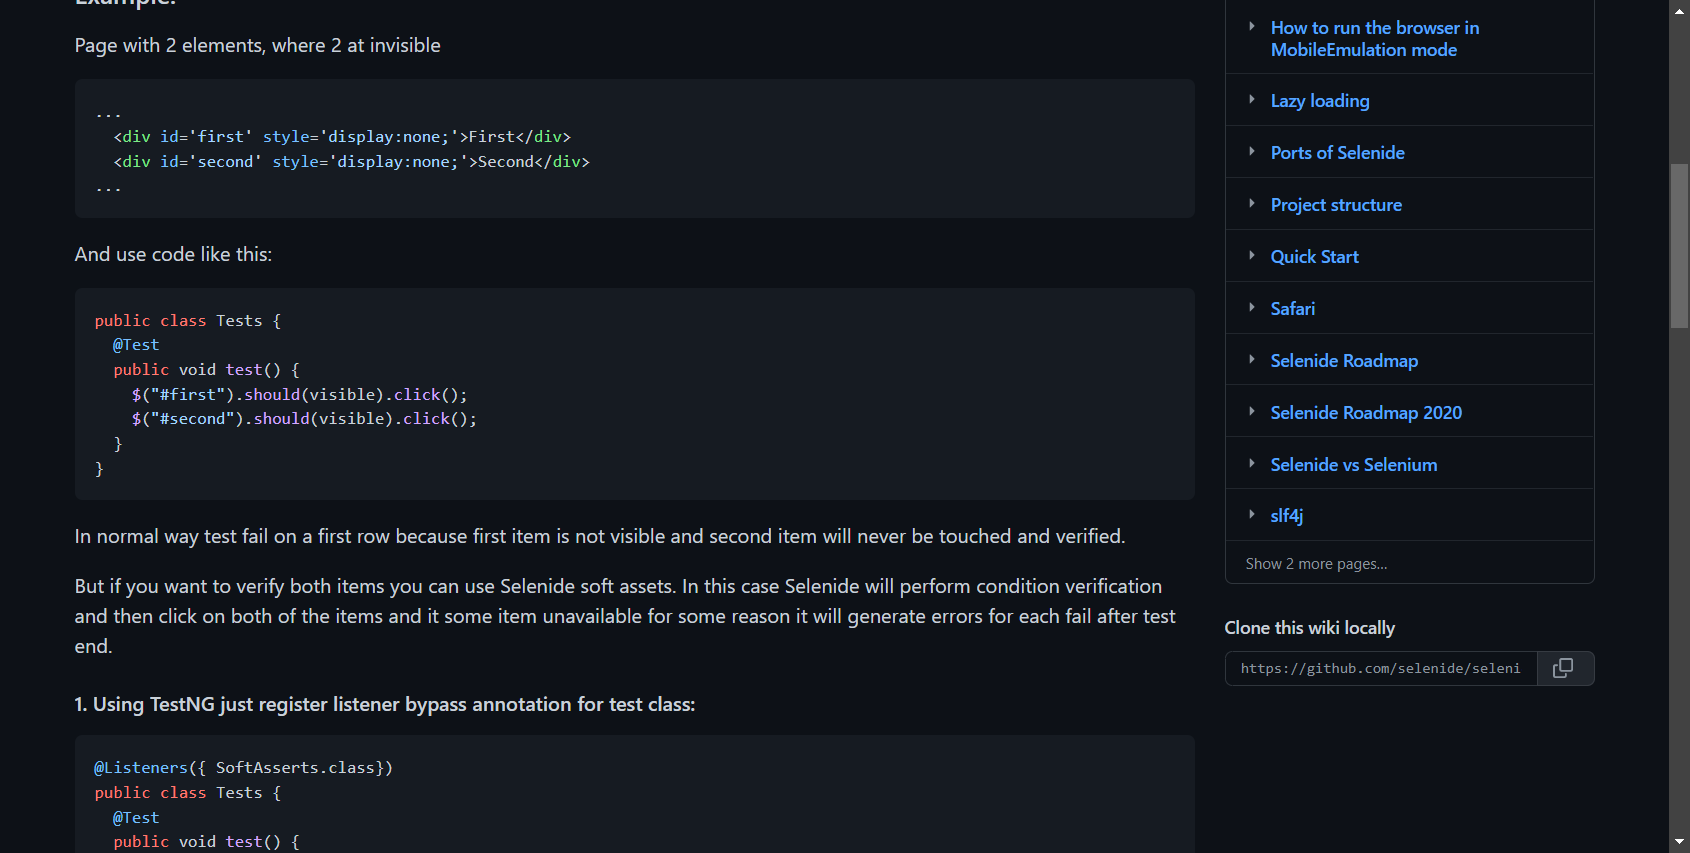 Example:
Page with 2 elements, where 2 at invisible
...
<div id='first' style='display:none;'>First</div>
<div id='second' style='display:none;'>Second</div>
...
And use code like this:
public class Tests {
@Test
public void test() {
$("#first").should(visible).click();
$("#second").should(visible).click();
}
}
In normal way test fail on a first row because first item is not visible and second item will never be touched and verified.
But if you want to verify both items you can use Selenide soft assets. In this case Selenide will perform condition verification
and then click on both of the items and it some item unavailable for some reason it will generate errors for each fail after test
end.
1. Using TestNG just register listener bypass annotation for test class:
@Listeners({ SoftAsserts.class})
public class Tests {
@Test
public void test() {
How to run the browser in
MobileEmulation mode
Lazy loading
Ports of Selenide
Project structure
Quick Start
Safari
Selenide Roadmap
Selenide Roadmap 2020
Selenide vs Selenium
slf4j
Show 2 more pages...
Clone this wiki locally
https://github.com/selenide/seleni